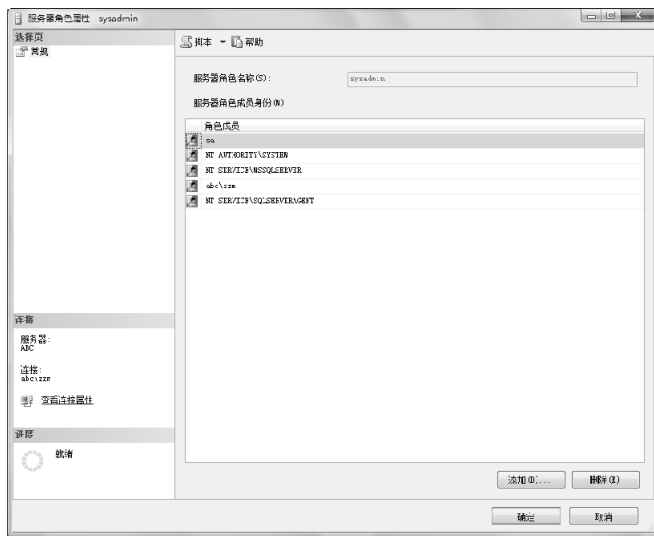 服务器角色属性 sysadmin
选择页
常规
脚本
帮助
服务器角色名称(S):
sysadmin
服务器角色成员身份(M)
角色成员
sa
NT AUTHORITY\SYSTEM
NT SERVICE\MSSQLSERVER
abc\zzm
NT SERVICE\SQLSERVERAGENT
连接
服务器:
ABC
连接:
abc\zzm
查看连接属性
进度
就绪
添加(D)...
删除(R)
确定
取消